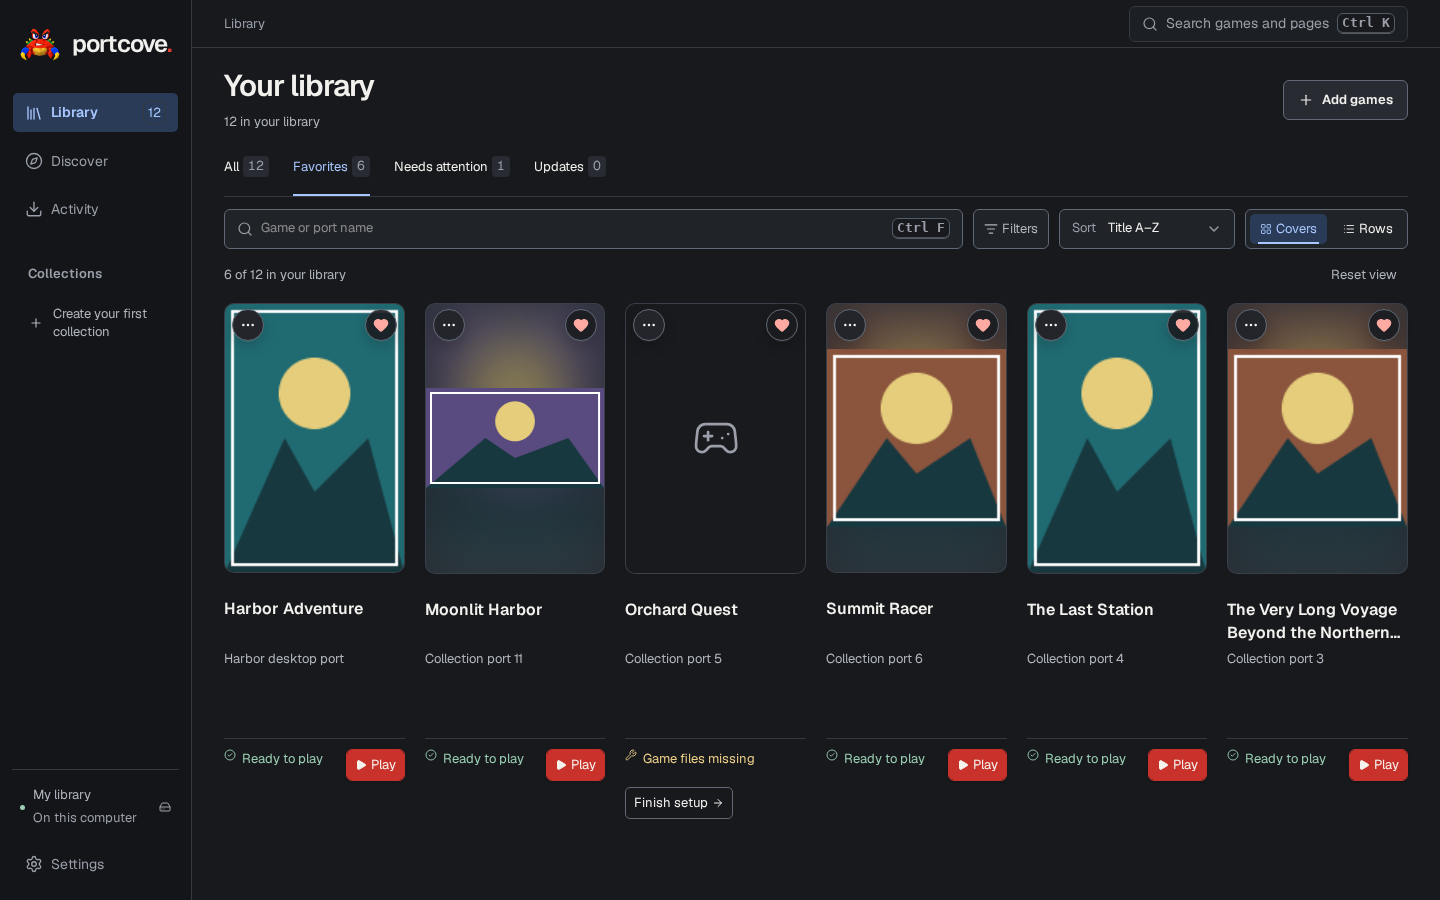 portcove.
Library
12
Discover
Activity
Collections
Create your first
collection
My library
On this computer
Settings
Library
Search games and pages
Ctrl K
Your library
12 in your library
Add games
All 12
Favorites 6
Needs attention 1
Updates 0
Game or port name
Ctrl F
Filters
Sort
Title A–Z
Covers
Rows
6 of 12 in your library
Reset view
Harbor Adventure
Harbor desktop port
Ready to play
Play
Moonlit Harbor
Collection port 11
Ready to play
Play
Orchard Quest
Collection port 5
Game files missing
Finish setup
Summit Racer
Collection port 6
Ready to play
Play
The Last Station
Collection port 4
Ready to play
Play
The Very Long Voyage
Beyond the Northern...
Collection port 3
Ready to play
Play